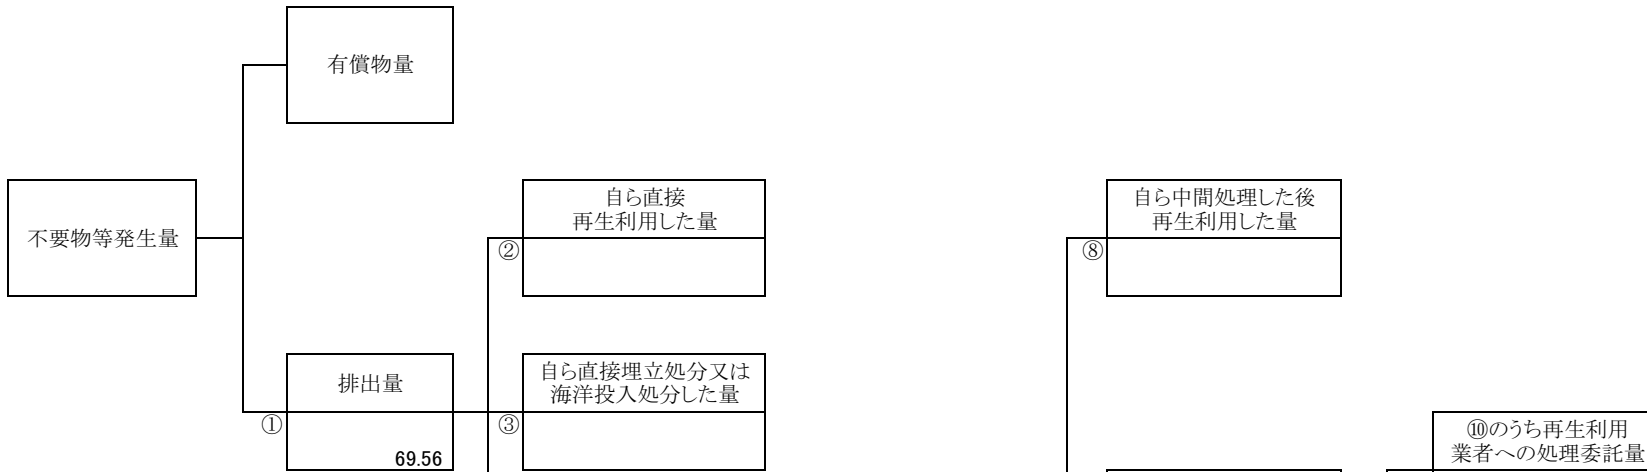 有償物量
不要物等発生量
自ら直接
再生利用した量
②
自ら中間処理した後
再生利用した量
⑧
排出量
①
69.56
自ら直接埋立処分又は
海洋投入処分した量
③
⑩のうち再生利用
業者への処理委託量